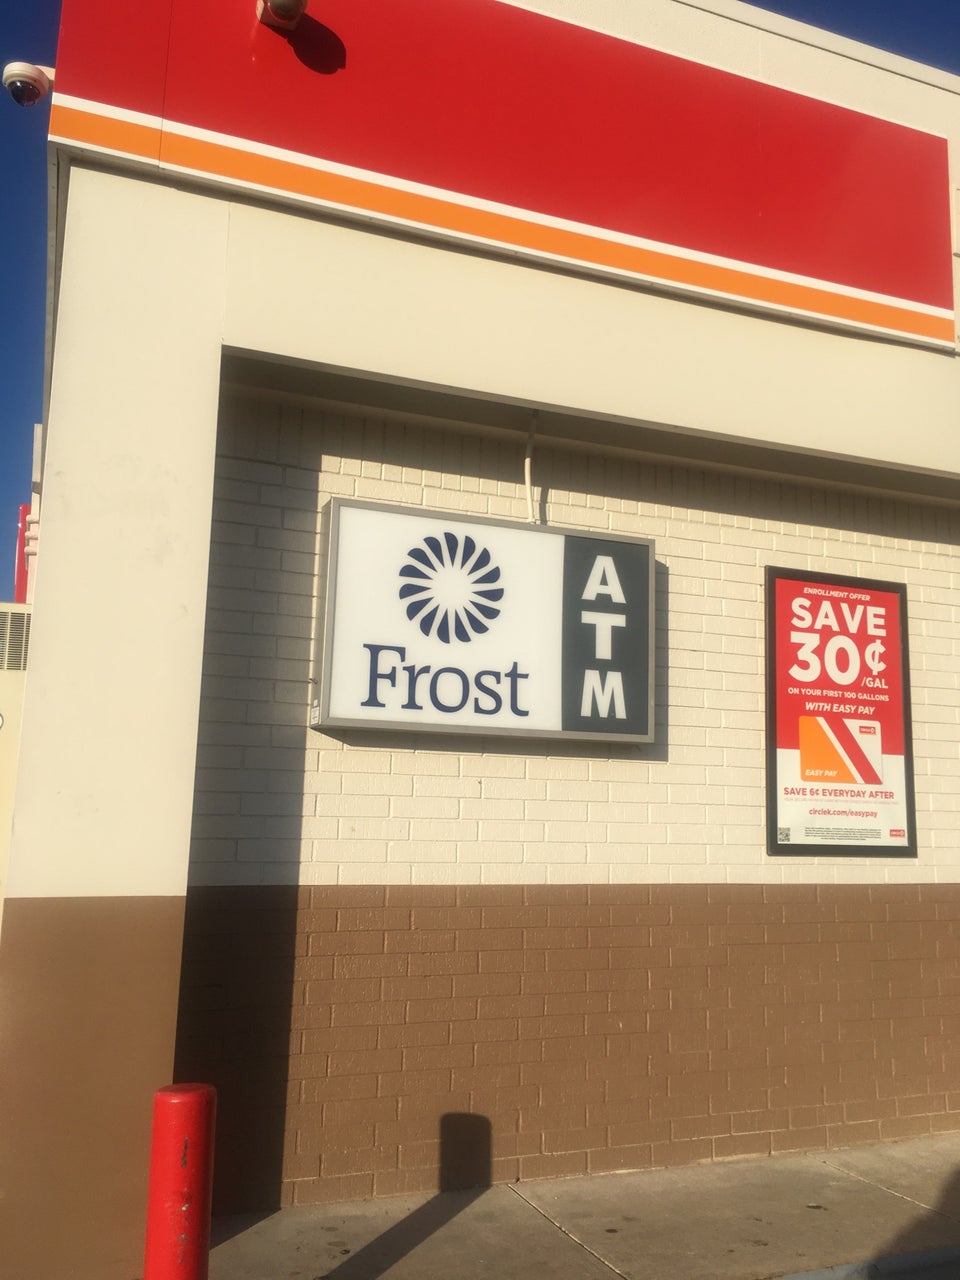 Frost
ATM
ENROLLMENT OFFER
SAVE
30¢
/GAL
ON YOUR FIRST 100 GALLONS
WITH EASY PAY
EASY PAY
SAVE 6¢ EVERYDAY AFTER
circlek.com/easypay